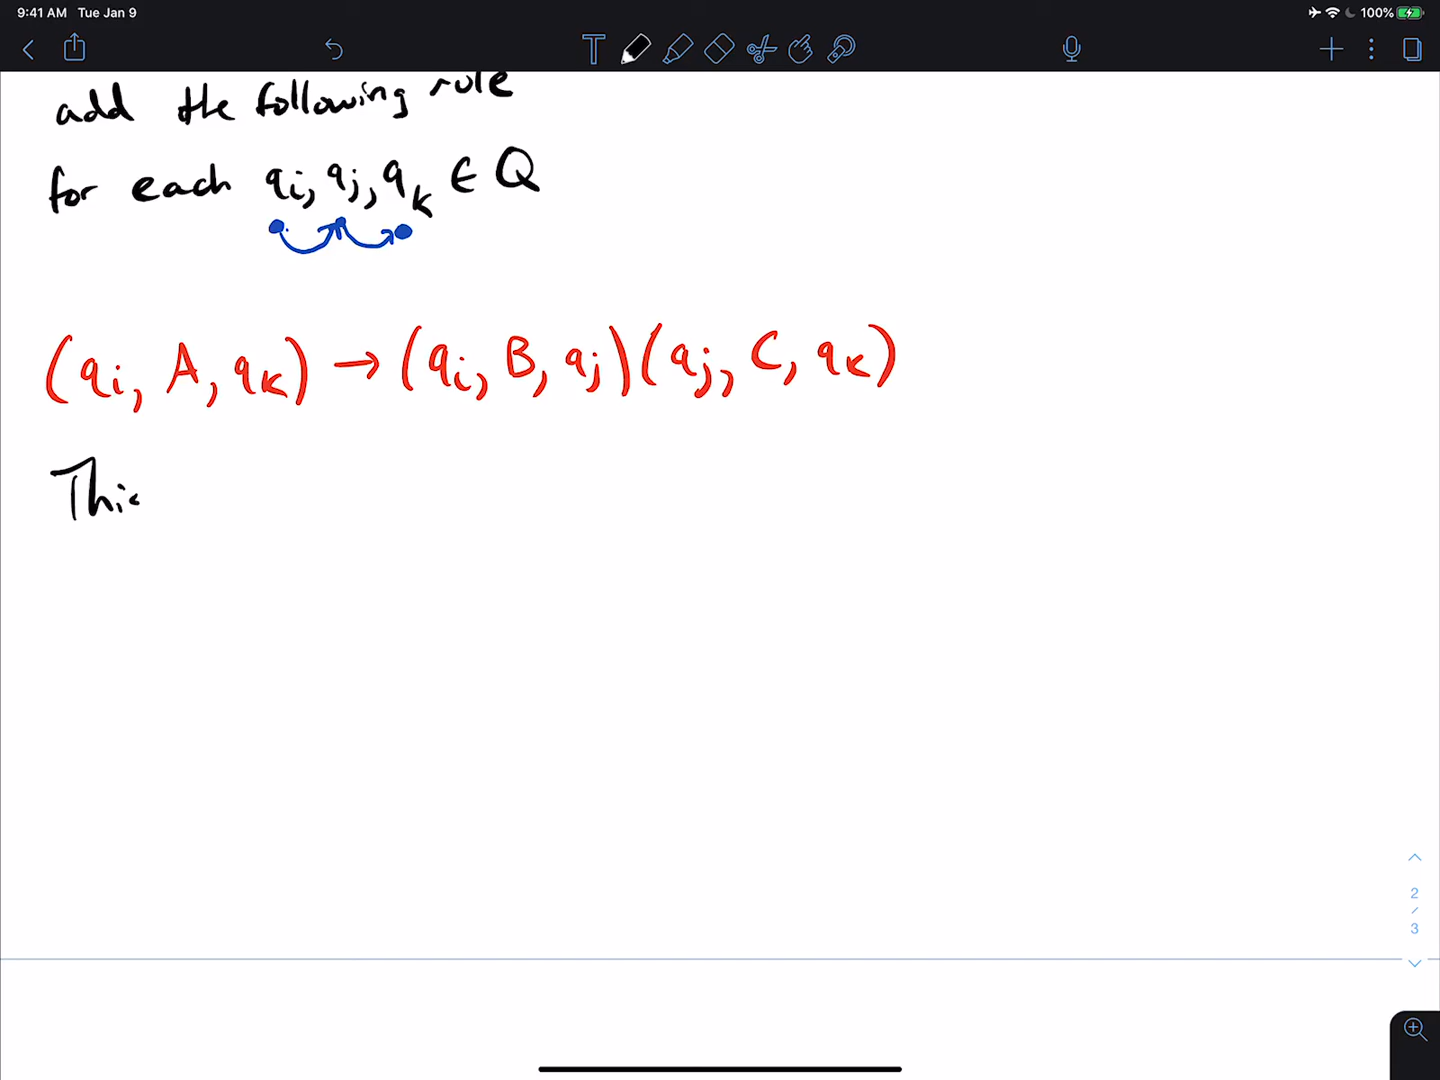 9:41 AM Tue Jan 9
100%
add the following rule
for each qi, qj, qk ∈ Q
(qi, A, qk) → (qi, B, qj)(qj, C, qk)
2
/
3